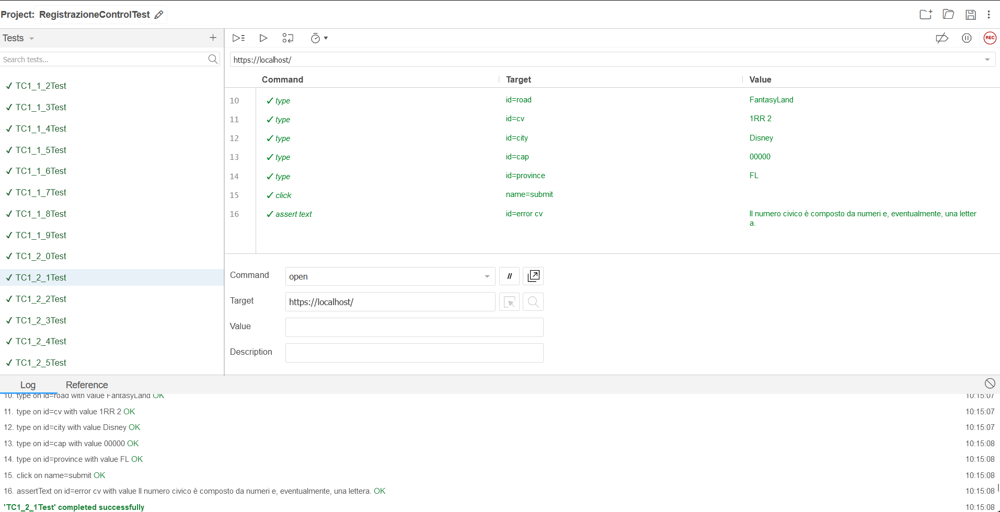 Project: RegistrazioneControlTest
Tests
Search tests...
TC1_1_2Test
TC1_1_3Test
TC1_1_4Test
TC1_1_5Test
TC1_1_6Test
TC1_1_7Test
TC1_1_8Test
TC1_1_9Test
TC1_2_0Test
TC1_2_1Test
TC1_2_2Test
TC1_2_3Test
TC1_2_4Test
TC1_2_5Test
REC
https://localhost/
Command Target Value
10 ✓ type id=road FantasyLand
11 ✓ type id=cv 1RR 2
12 ✓ type id=city Disney
13 ✓ type id=cap 00000
14 ✓ type id=province FL
15 ✓ click name=submit
16 ✓ assert text id=error cv Il numero civico è composto da numeri e, eventualmente, una letter
a.
Command open //
Target https://localhost/
Value
Description
Log Reference
10. type on id=road with value FantasyLand OK 10:15:07
11. type on id=cv with value 1RR 2 OK 10:15:07
12. type on id=city with value Disney OK 10:15:07
13. type on id=cap with value 00000 OK 10:15:08
14. type on id=province with value FL OK 10:15:08
15. click on name=submit OK 10:15:08
16. assertText on id=error cv with value Il numero civico è composto da numeri e, eventualmente, una lettera. OK 10:15:08
'TC1_2_1Test' completed successfully 10:15:08